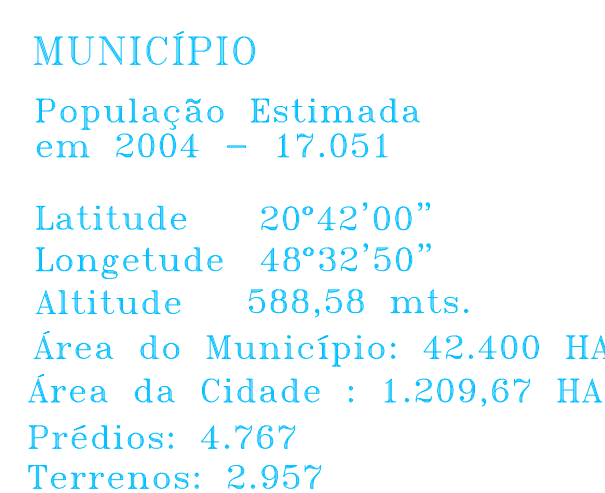 MUNICÍPIO
População Estimada
em 2004 - 17.051
Latitude 20°42'00"
Longetude 48°32'50"
Altitude 588,58 mts.
Área do Município: 42.400 HA
Área da Cidade : 1.209,67 HA
Prédios: 4.767
Terrenos: 2.957